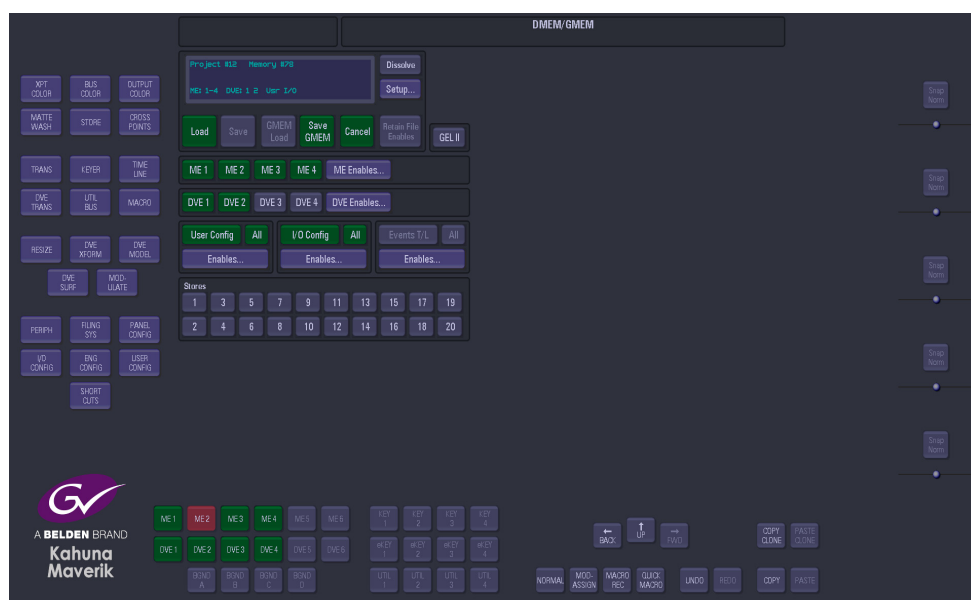 DMEM/GMEM
Project #12 Memory #78
ME: 1-4 DVE: 1 2 Usr I/O
Dissolve
Setup...
Load
Save
GMEM
Load
Save
GMEM
Cancel
Retain File
Enables
GEL II
ME 1 ME 2 ME 3 ME 4 ME Enables...
DVE 1 DVE 2 DVE 3 DVE 4 DVE Enables...
User Config All I/O Config All Events T/L All
Enables... Enables... Enables...
Stores
1 3 5 7 9 11 13 15 17 19
2 4 6 8 10 12 14 16 18 20
XPT
COLOR
BUS
COLOR
OUTPUT
COLOR
MATTE
WASH
STORE
CROSS
POINTS
TRANS
KEYER
TIME
LINE
DVE
TRANS
UTIL
BUS
MACRO
RESIZE
DVE
XFORM
DVE
MODEL
DVE
SURF
MOD-
ULATE
PERIPH
FILING
SYS
PANEL
CONFIG
I/O
CONFIG
ENG
CONFIG
USER
CONFIG
SHORT
CUTS
Snap
Norm
Snap
Norm
Snap
Norm
Snap
Norm
Snap
Norm
GV
A BELDEN BRAND
Kahuna
Maverik
ME 1 ME 2 ME 3 ME 4 ME 5 ME 6
DVE 1 DVE 2 DVE 3 DVE 4 DVE 5 DVE 6
BGND
A
BGND
B
BGND
C
BGND
D
KEY
1
KEY
2
KEY
3
KEY
4
mKEY
1
mKEY
2
mKEY
3
mKEY
4
UTIL
1
UTIL
2
UTIL
3
UTIL
4
←
BACK
↑
UP
→
FWD
COPY
CLONE
PASTE
CLONE
NORMAL
MOD-
ASSIGN
MACRO
REC
QUICK
MACRO
UNDO
REDO
COPY
PASTE